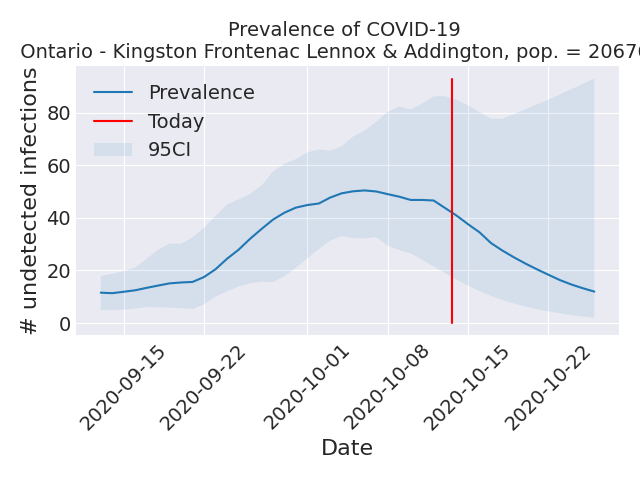 Prevalence of COVID-19
Ontario - Kingston Frontenac Lennox & Addington, pop. = 2067
# undetected infections
80
60
40
20
0
Prevalence
Today
95CI
2020-09-15
2020-09-22
2020-10-01
2020-10-08
2020-10-15
2020-10-22
Date